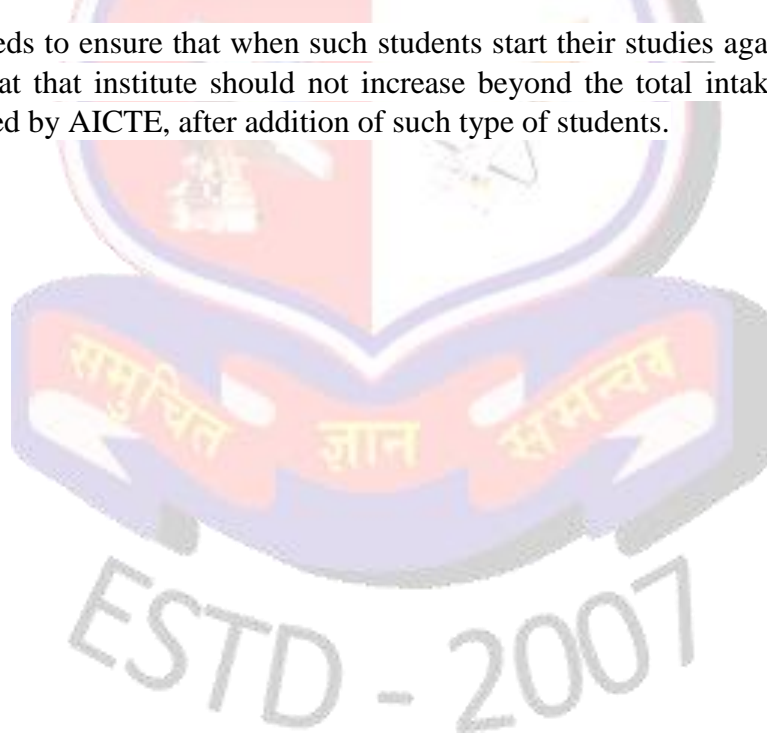 eds to ensure that when such students start their studies aga
at that institute should not increase beyond the total intak
ed by AICTE, after addition of such type of students.
समुचित ज्ञान समन्वय
ESTD - 2007